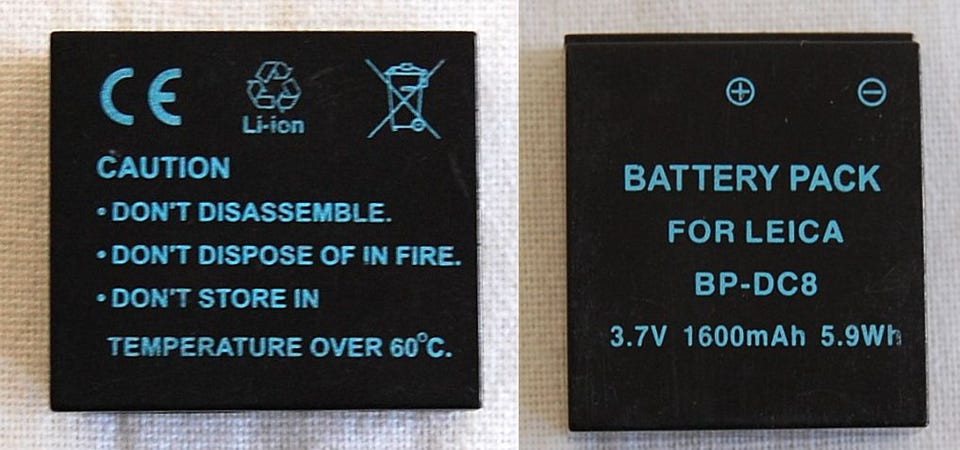 CE
Li-ion
CAUTION
• DON'T DISASSEMBLE.
• DON'T DISPOSE OF IN FIRE.
• DON'T STORE IN
TEMPERATURE OVER 60°C.
+ −
BATTERY PACK
FOR LEICA
BP-DC8
3.7V 1600mAh 5.9Wh